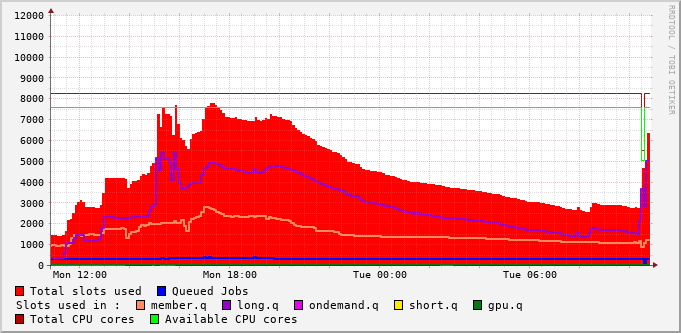 RRDTOOL / TOBI OETIKER
12000
11000
10000
9000
8000
7000
6000
5000
4000
3000
2000
1000
0
Mon 12:00 Mon 18:00 Tue 00:00 Tue 06:00
Total slots used Queued Jobs
Slots used in : member.q long.q ondemand.q short.q gpu.q
Total CPU cores Available CPU cores